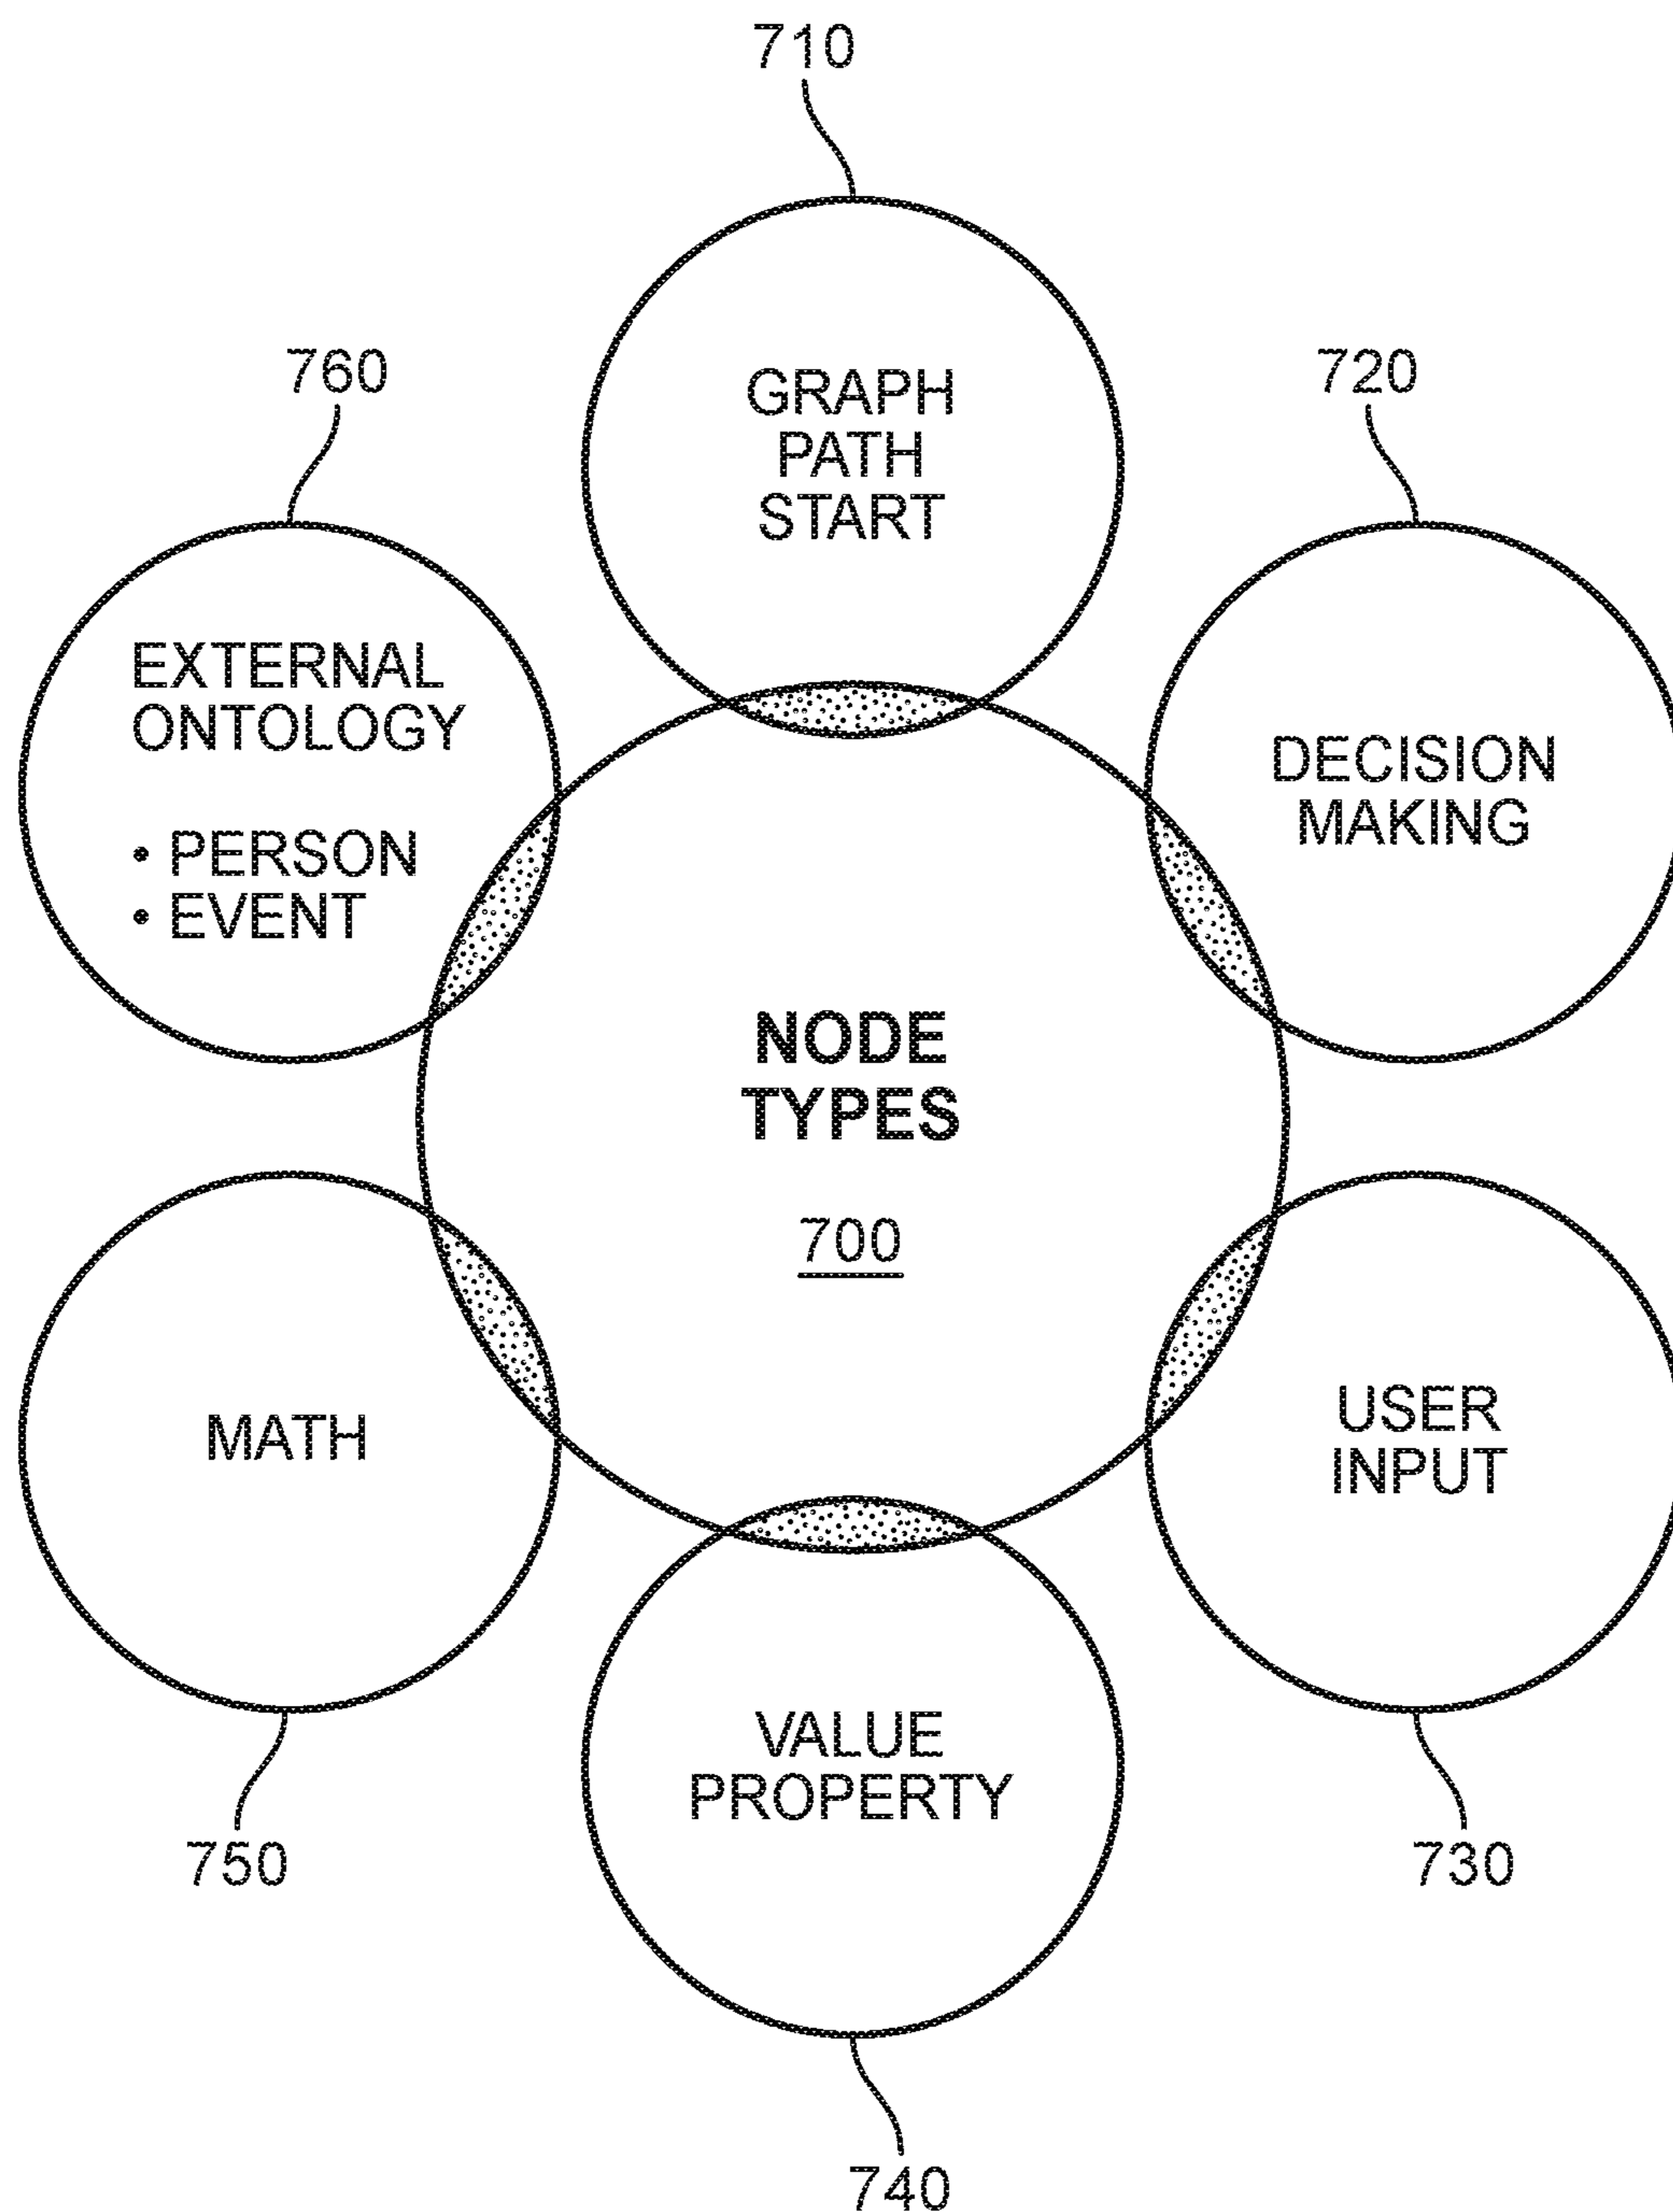 710
760
720
GRAPH
PATH
START
EXTERNAL
ONTOLOGY
• PERSON
• EVENT
DECISION
MAKING
NODE
TYPES
700
MATH
USER
INPUT
VALUE
PROPERTY
750
730
740